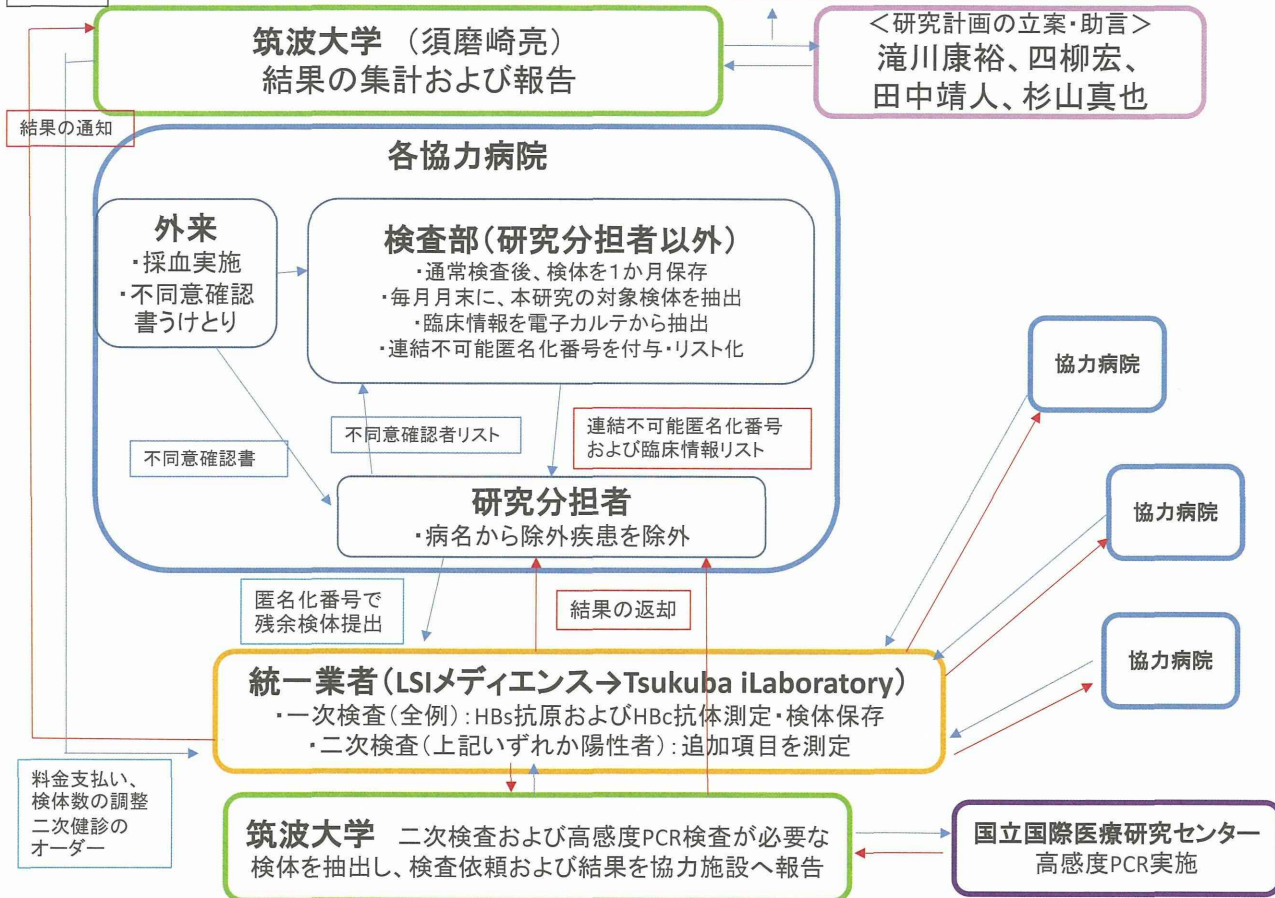 筑波大学 （須磨崎亮）
結果の集計および報告
＜研究計画の立案・助言＞
滝川康裕、四柳宏、
田中靖人、杉山真也
結果の通知
各協力病院
外来
・採血実施
・不同意確認
書うけとり
検査部（研究分担者以外）
・通常検査後、検体を1か月保存
・毎月月末に、本研究の対象検体を抽出
・臨床情報を電子カルテから抽出
・連結不可能匿名化番号を付与・リスト化
不同意確認書
不同意確認者リスト
連結不可能匿名化番号
および臨床情報リスト
研究分担者
・病名から除外疾患を除外
協力病院
協力病院
協力病院
匿名化番号で
残余検体提出
結果の返却
統一業者（LSIメディエンス→Tsukuba iLaboratory）
・一次検査（全例）：HBs抗原およびHBc抗体測定・検体保存
・二次検査（上記いずれか陽性者）：追加項目を測定
料金支払い、
検体数の調整
二次健診の
オーダー
筑波大学 二次検査および高感度PCR検査が必要な
検体を抽出し、検査依頼および結果を協力施設へ報告
国立国際医療研究センター
高感度PCR実施